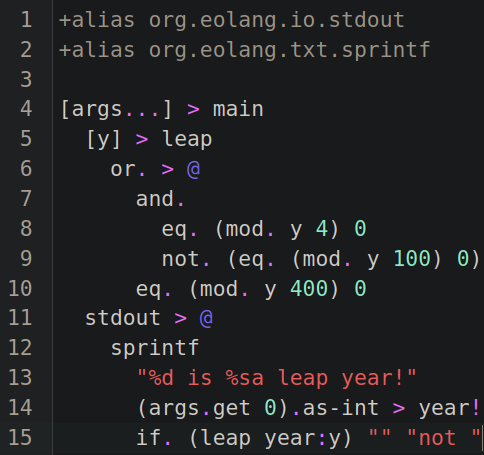 1 +alias org.eolang.io.stdout
2 +alias org.eolang.txt.sprintf
3
4 [args...] > main
5   [y] > leap
6     or. > @
7       and.
8         eq. (mod. y 4) 0
9         not. (eq. (mod. y 100) 0)
10       eq. (mod. y 400) 0
11   stdout > @
12     sprintf
13       "%d is %sa leap year!"
14       (args.get 0).as-int > year!
15       if. (leap year:y) "" "not "